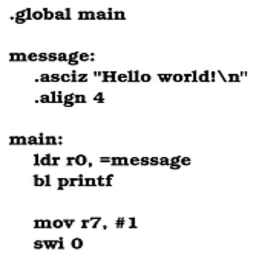 .global main
message:
.asciz "Hello world!\n"
.align 4
main:
ldr r0, =message
bl printf
mov r7, #1
swi 0